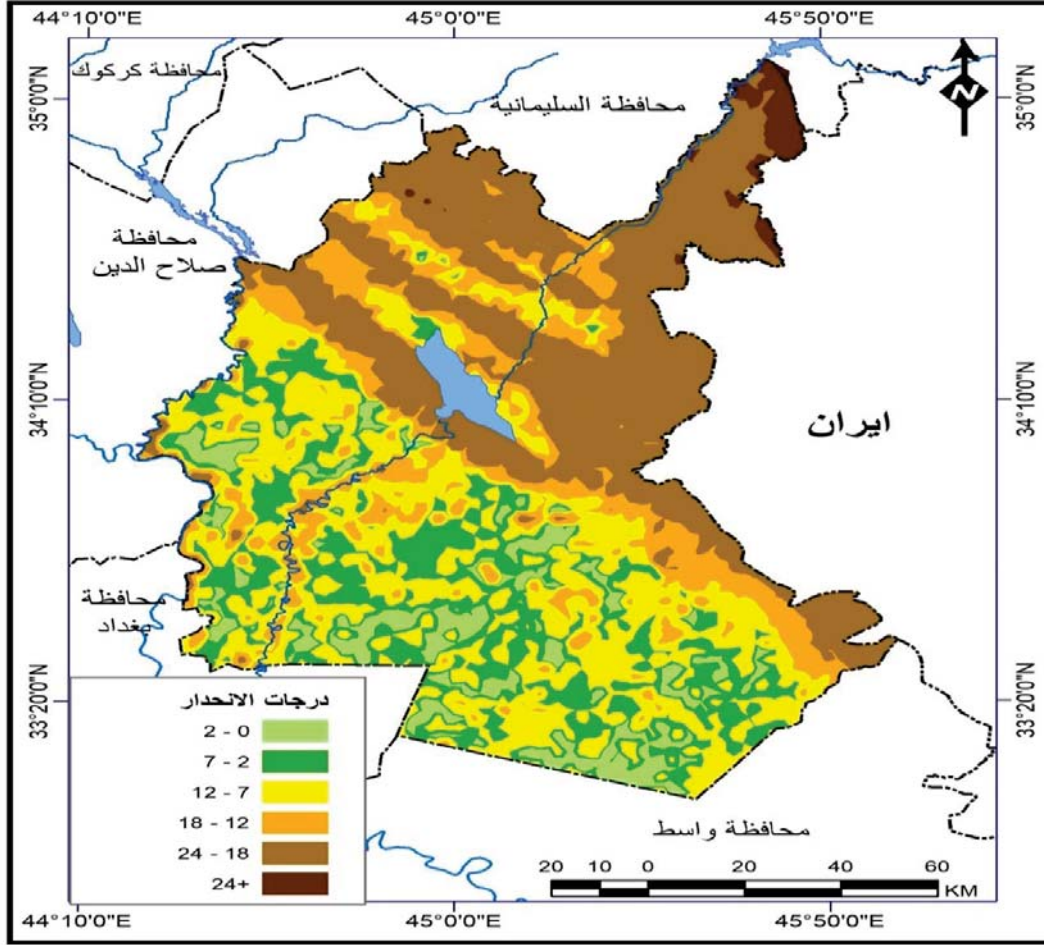 44°10'0"E
45°0'0"E
45°50'0"E
محافظة كركوك
محافظة السليمانية
N
35°0'0"N
35°0'0"N
محافظة
صلاح الدين
34°10'0"N
34°10'0"N
ايران
محافظة
بغداد
33°20'0"N
33°20'0"N
درجات الانحدار
2 - 0
7 - 2
12 - 7
18 - 12
24 - 18
24+
محافظة واسط
20 10 0 20 40 60
KM
44°10'0"E
45°0'0"E
45°50'0"E